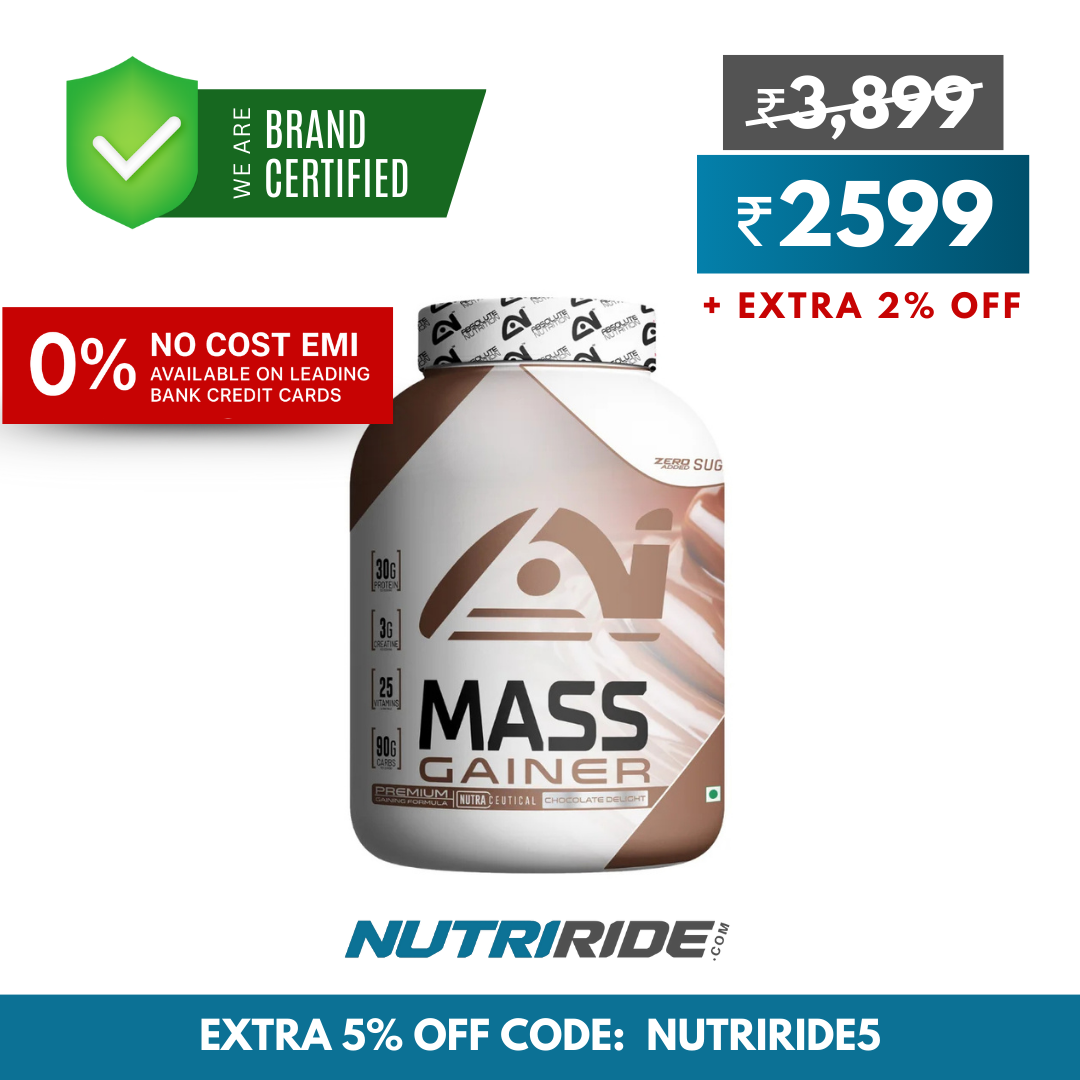 WE ARE
BRAND
CERTIFIED
₹3,899
₹2599
+ EXTRA 2% OFF
0%
NO COST EMI
AVAILABLE ON LEADING
BANK CREDIT CARDS
ABSOLUTE
NUTRITION
ZERO
ADDED
SUG
30G
PROTEIN
3G
CREATINE
25
VITAMINS
90G
CARBS
MASS
GAINER
PREMIUM
GAINING FORMULA
NUTRACEUTICAL
CHOCOLATE DELIGHT
NUTRIRIDE.COM
EXTRA 5% OFF CODE: NUTRIRIDE5